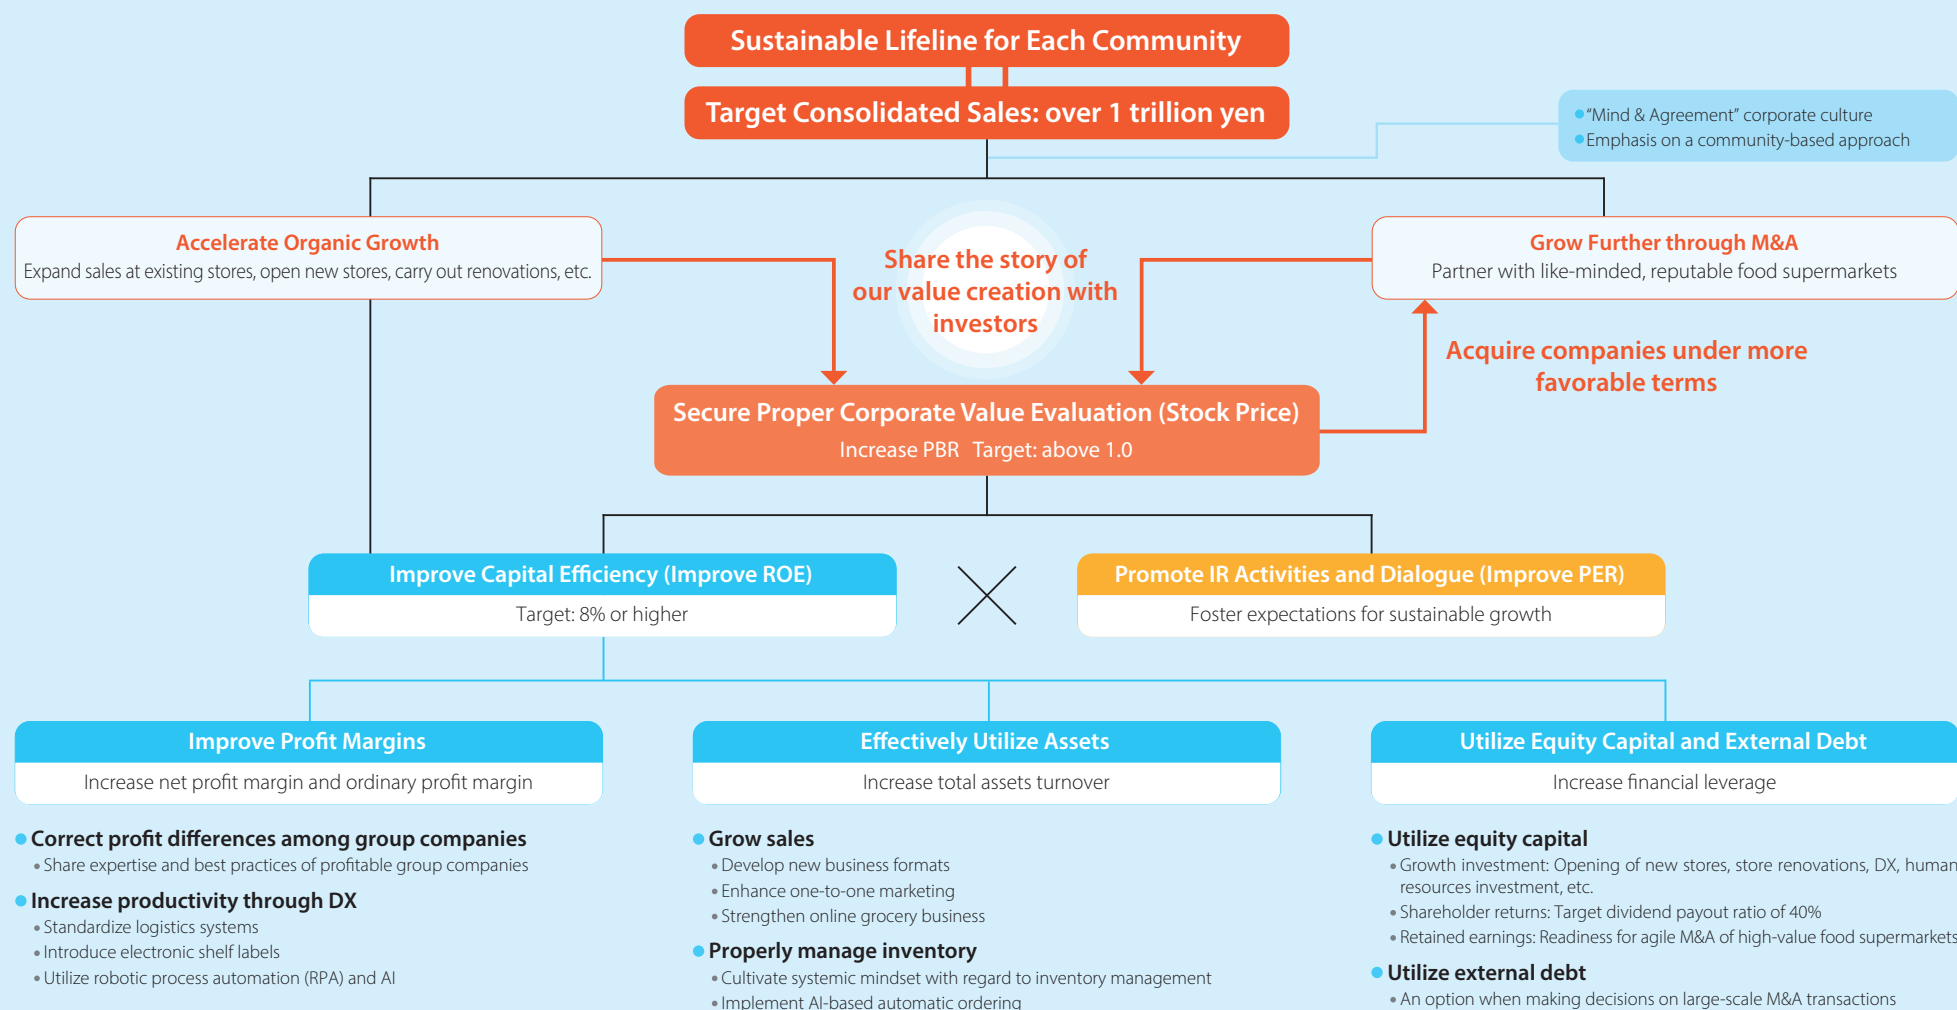 Sustainable Lifeline for Each Community
Target Consolidated Sales: over 1 trillion yen
“Mind & Agreement” corporate culture
Emphasis on a community-based approach
Accelerate Organic Growth
Expand sales at existing stores, open new stores, carry out renovations, etc.
Share the story of
our value creation with
investors
Grow Further through M&A
Partner with like-minded, reputable food supermarkets
Acquire companies under more
favorable terms
Secure Proper Corporate Value Evaluation (Stock Price)
Increase PBR Target: above 1.0
Improve Capital Efficiency (Improve ROE)
Target: 8% or higher
Promote IR Activities and Dialogue (Improve PER)
Foster expectations for sustainable growth
Improve Profit Margins
Increase net profit margin and ordinary profit margin
Correct profit differences among group companies
Share expertise and best practices of profitable group companies
Increase productivity through DX
Standardize logistics systems
Introduce electronic shelf labels
Utilize robotic process automation (RPA) and AI
Effectively Utilize Assets
Increase total assets turnover
Grow sales
Develop new business formats
Enhance one-to-one marketing
Strengthen online grocery business
Properly manage inventory
Cultivate systemic mindset with regard to inventory management
Implement AI-based automatic ordering
Utilize Equity Capital and External Debt
Increase financial leverage
Utilize equity capital
Growth investment: Opening of new stores, store renovations, DX, human
resources investment, etc.
Shareholder returns: Target dividend payout ratio of 40%
Retained earnings: Readiness for agile M&A of high-value food supermarkets
Utilize external debt
An option when making decisions on large-scale M&A transactions